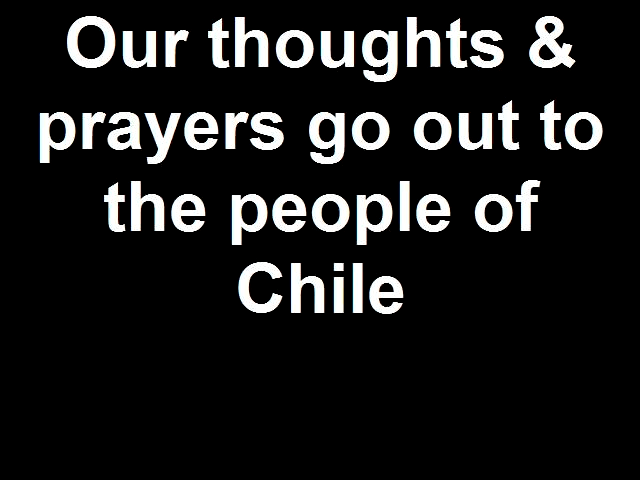 Our thoughts &
prayers go out to
the people of
Chile